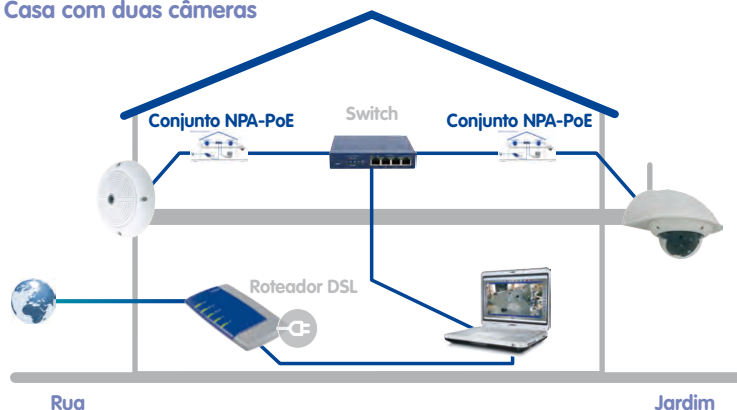 Casa com duas câmeras
Switch
Conjunto NPA-PoE
Conjunto NPA-PoE
Roteador DSL
Rua
Jardim